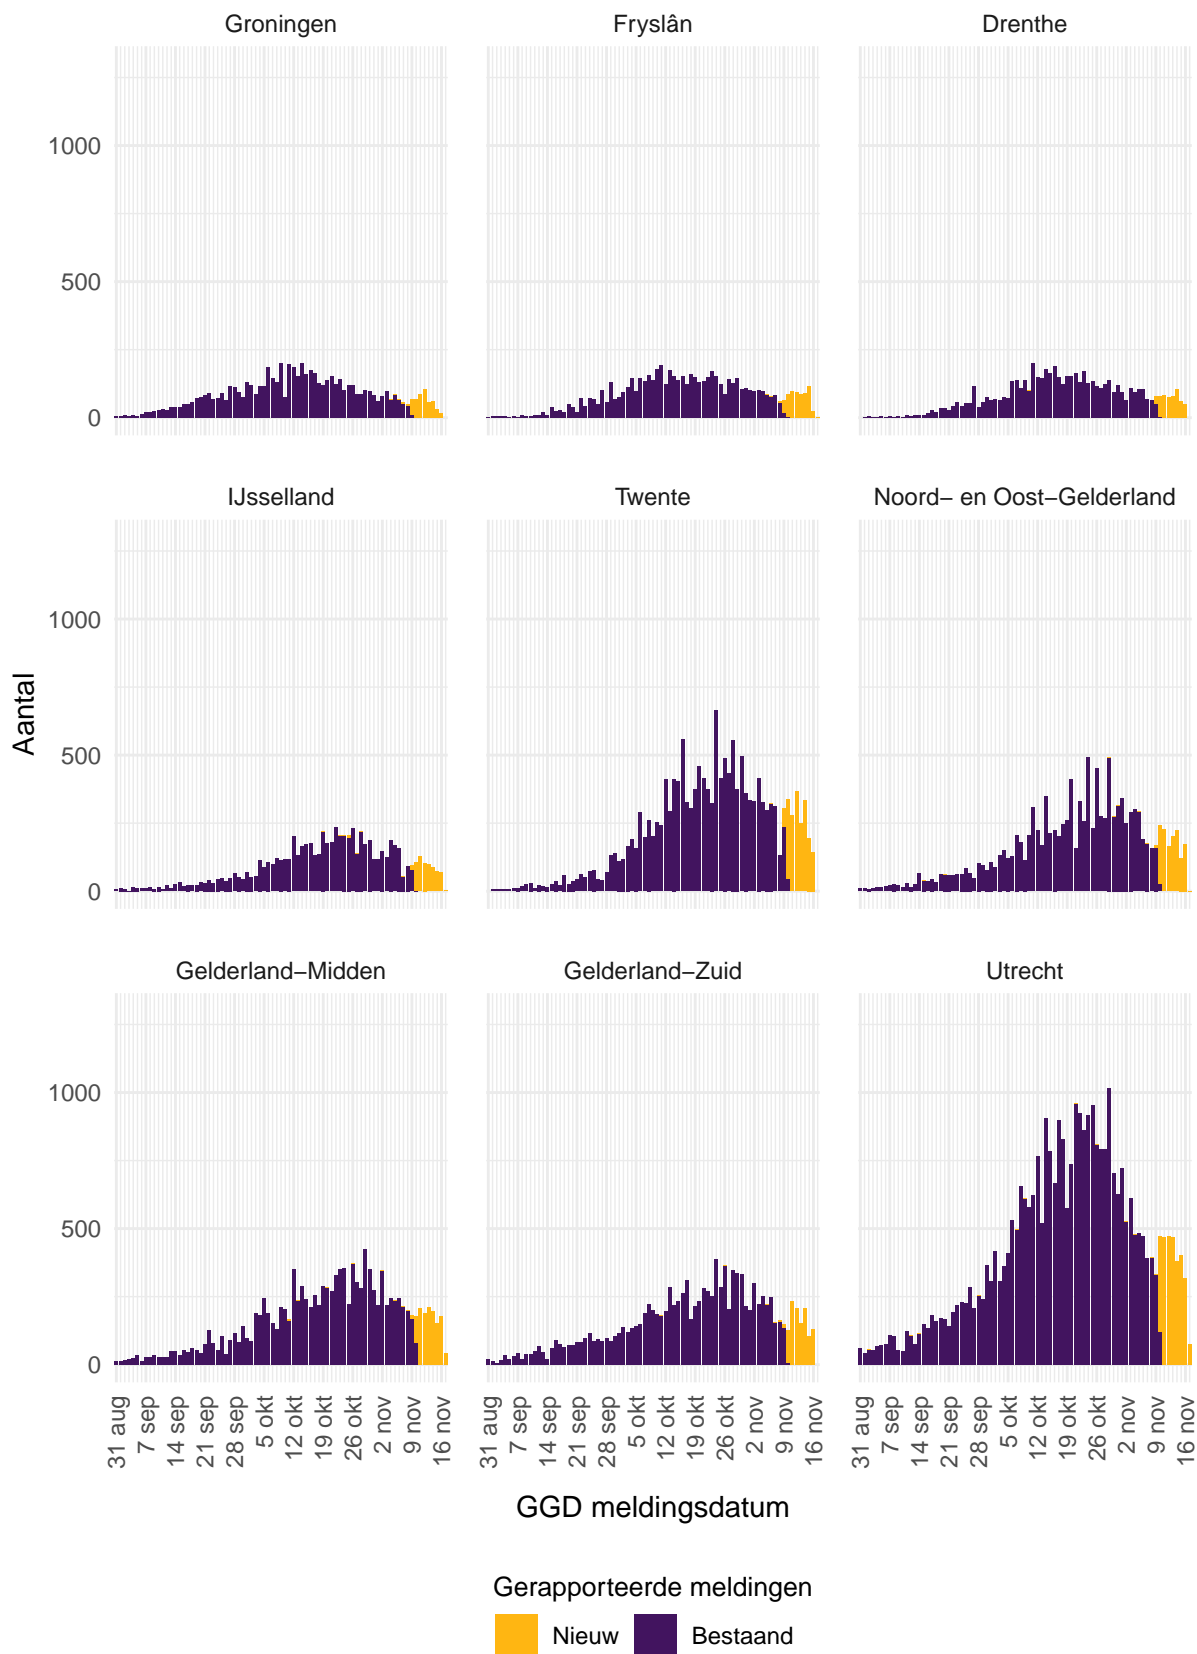 Groningen Fryslân Drenthe
1000
500
0
IJsselland Twente Noord− en Oost−Gelderland
1000
500
0
Aantal
Gelderland−Midden Gelderland−Zuid Utrecht
1000
500
0
31 aug 7 sep 14 sep 21 sep 28 sep 5 okt 12 okt 19 okt 26 okt 2 nov 9 nov 16 nov 31 aug 7 sep 14 sep 21 sep 28 sep 5 okt 12 okt 19 okt 26 okt 2 nov 9 nov 16 nov 31 aug 7 sep 14 sep 21 sep 28 sep 5 okt 12 okt 19 okt 26 okt 2 nov 9 nov 16 nov
GGD meldingsdatum
Gerapporteerde meldingen
Nieuw Bestaand